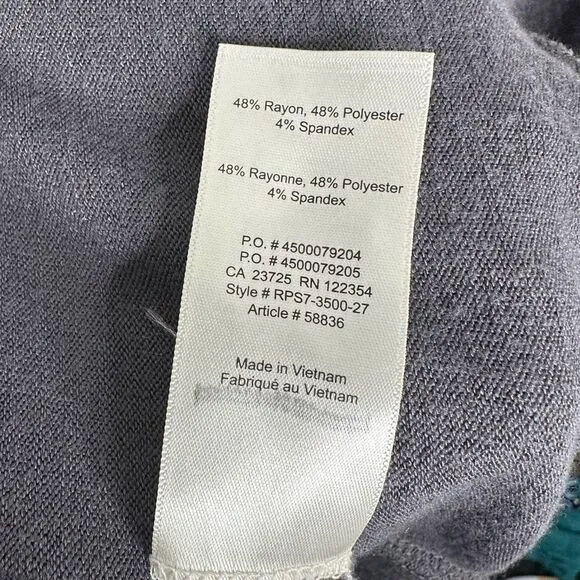 48% Rayon, 48% Polyester
4% Spandex
48% Rayonne, 48% Polyester
4% Spandex
P.O. # 4500079204
P.O. # 4500079205
CA 23725 RN 122354
Style # RPS7-3500-27
Article # 58836
Made in Vietnam
Fabriqué au Vietnam